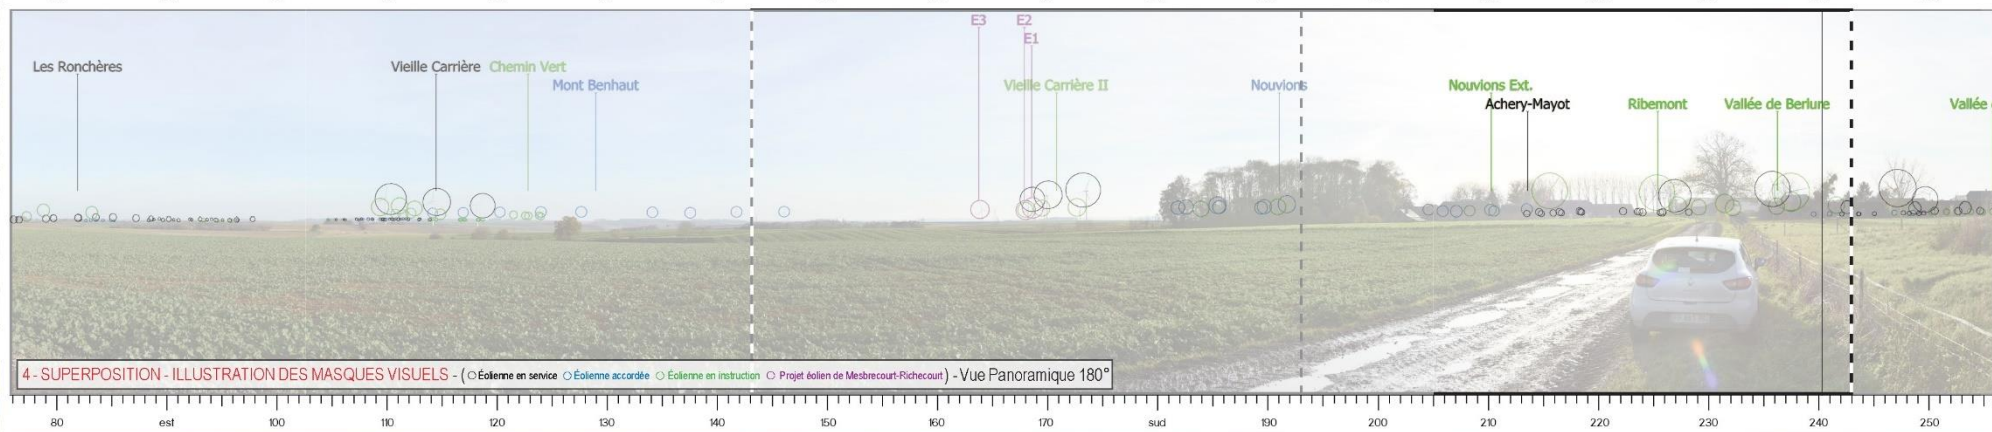 E3 E2
E1
Les Ronchères Vieille Carrière Chemin Vert
Mont Benhaut Vieille Carrière II Nouvions Nouvions Ext.
Achery-Mayot Ribemont Vallée de Berlure Vallée
4 - SUPERPOSITION - ILLUSTRATION DES MASQUES VISUELS - ( Éolienne en service Éolienne accordée Éolienne en instruction Projet éolien de Mesbrecourt-Richecourt ) - Vue Panoramique 180°
80 est 100 110 120 130 140 150 160 170 sud 190 200 210 220 230 240 250